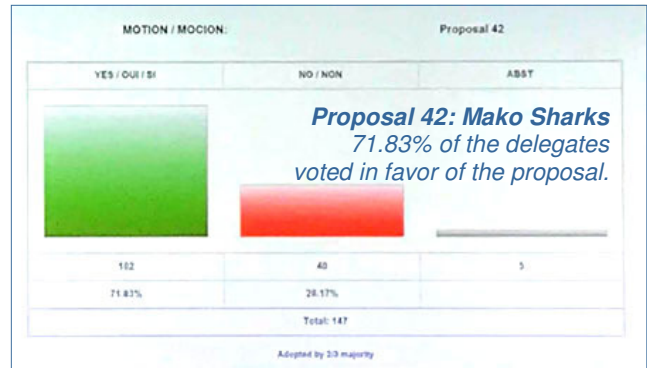 MOTION / MOCION: Proposal 42
YES / OUI / SI NO / NON ABST
Proposal 42: Mako Sharks
71.83% of the delegates
voted in favor of the proposal.
102 40 5
71.83% 28.17%
Total: 147
Adopted by 2/3 majority